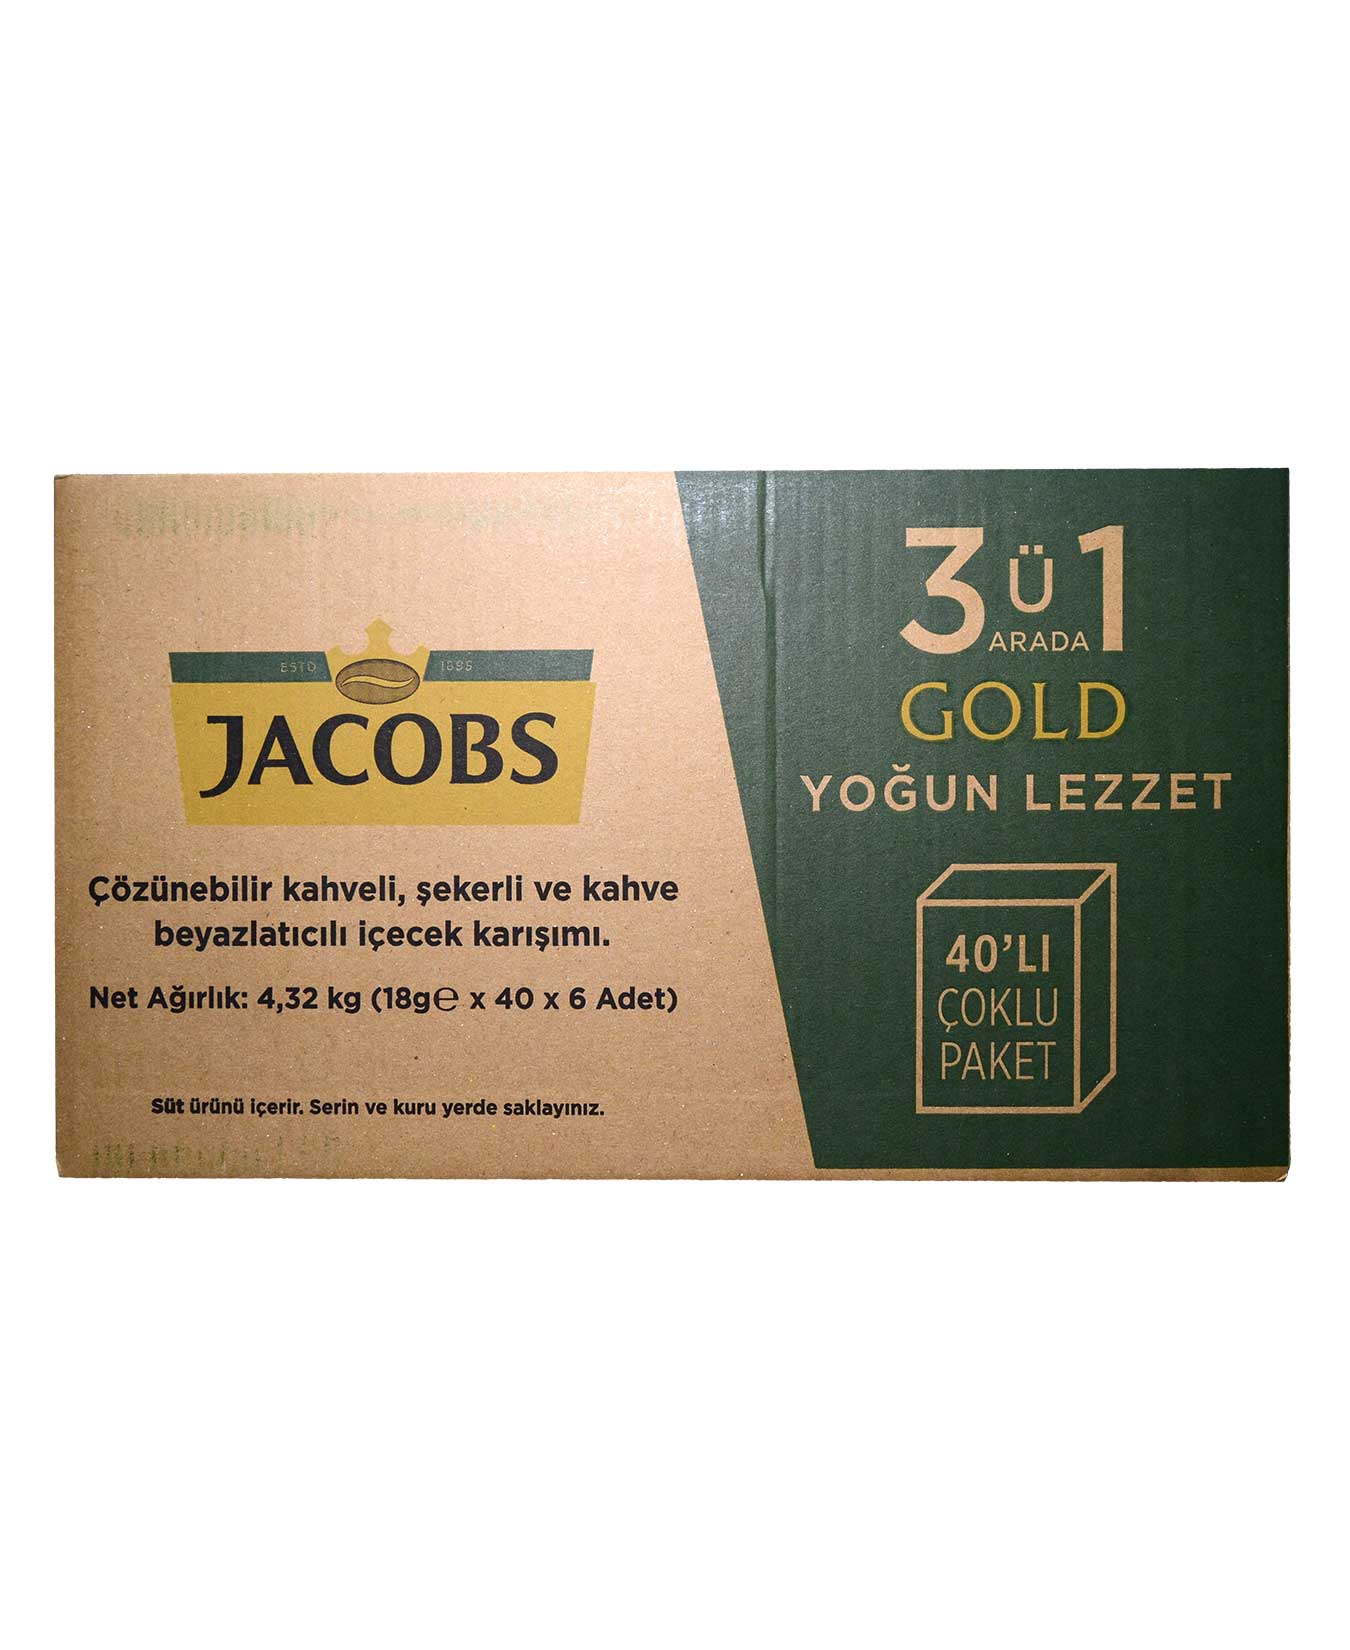 ESTD 1895
JACOBS
Çözünebilir kahveli, şekerli ve kahve
beyazlatıcılı içecek karışımı.
Net Ağırlık: 4,32 kg (18g℮ x 40 x 6 Adet)
Süt ürünü içerir. Serin ve kuru yerde saklayınız.
3 Ü 1
ARADA
GOLD
YOĞUN LEZZET
40'LI
ÇOKLU
PAKET